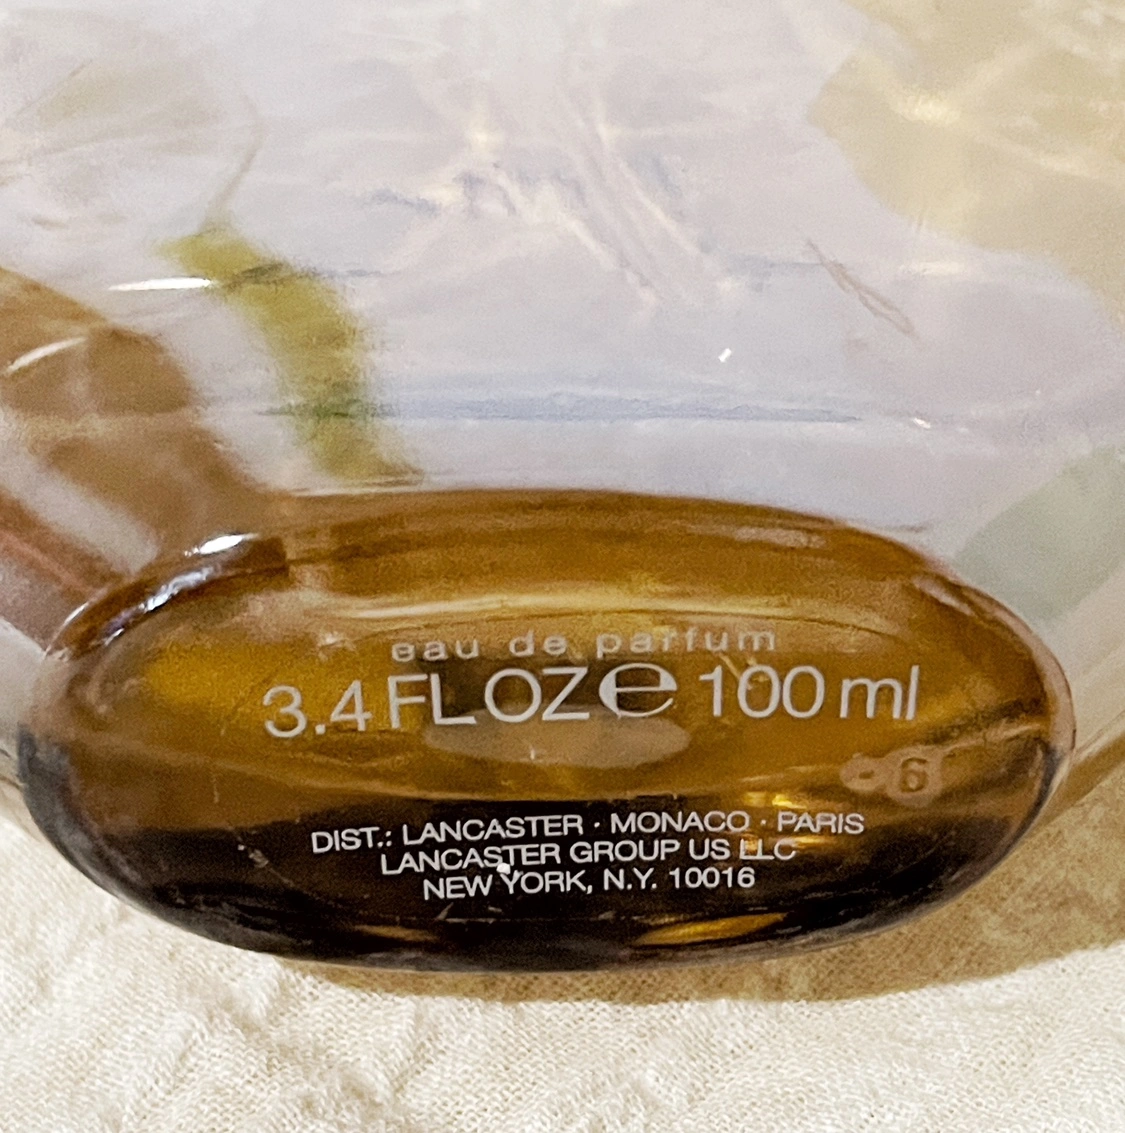 eau de parfum
3.4 FL OZ ℮ 100 ml
6
DIST.: LANCASTER · MONACO · PARIS
LANCASTER GROUP US LLC
NEW YORK, N.Y. 10016